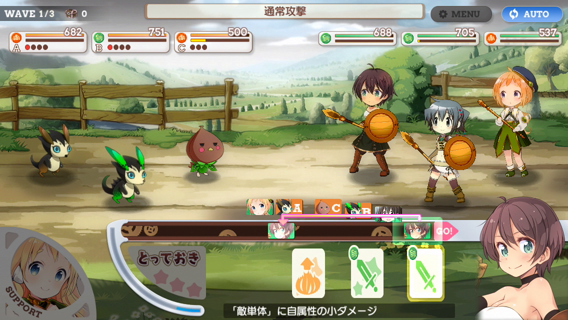 WAVE 1/3 0
通常攻撃
MENU
AUTO
682
751
500
688
705
537
A
B
C
A
C
B
GO!
とっておき
SUPPORT
「敵単体」に自属性の小ダメージ